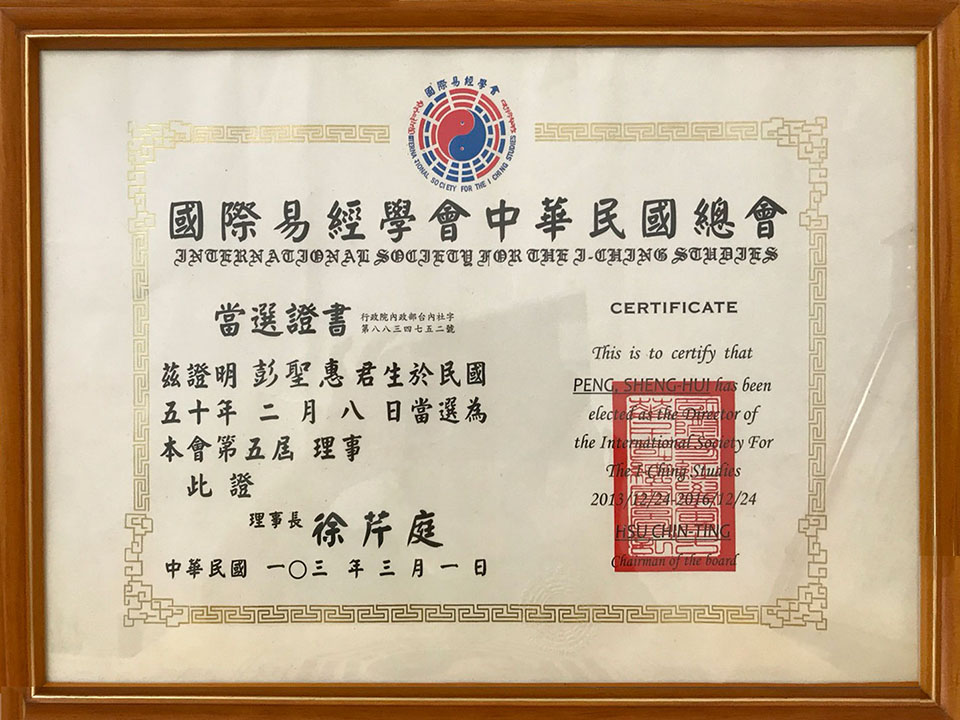 國際易經學會
INTERNATIONAL SOCIETY FOR THE I CHING STUDIES
國際易經學會中華民國總會
INTERNATIONAL SOCIETY FOR THE I-CHING STUDIES
當選證書
行政院內政部台內社字
第八八三四七五二號
茲證明 彭聖惠 君生於民國
五十年 二 月 八 日當選為
本會第五屆 理事
此 證
理事長 徐芹庭
中華民國 一〇三 年 三 月 一 日
CERTIFICATE
This is to certify that
PENG, SHENG-HUI has been
elected as the Director of
the International Society For
The I Ching Studies
2013/12/24-2016/12/24
HSU CHIN-TING
Chairman of the board